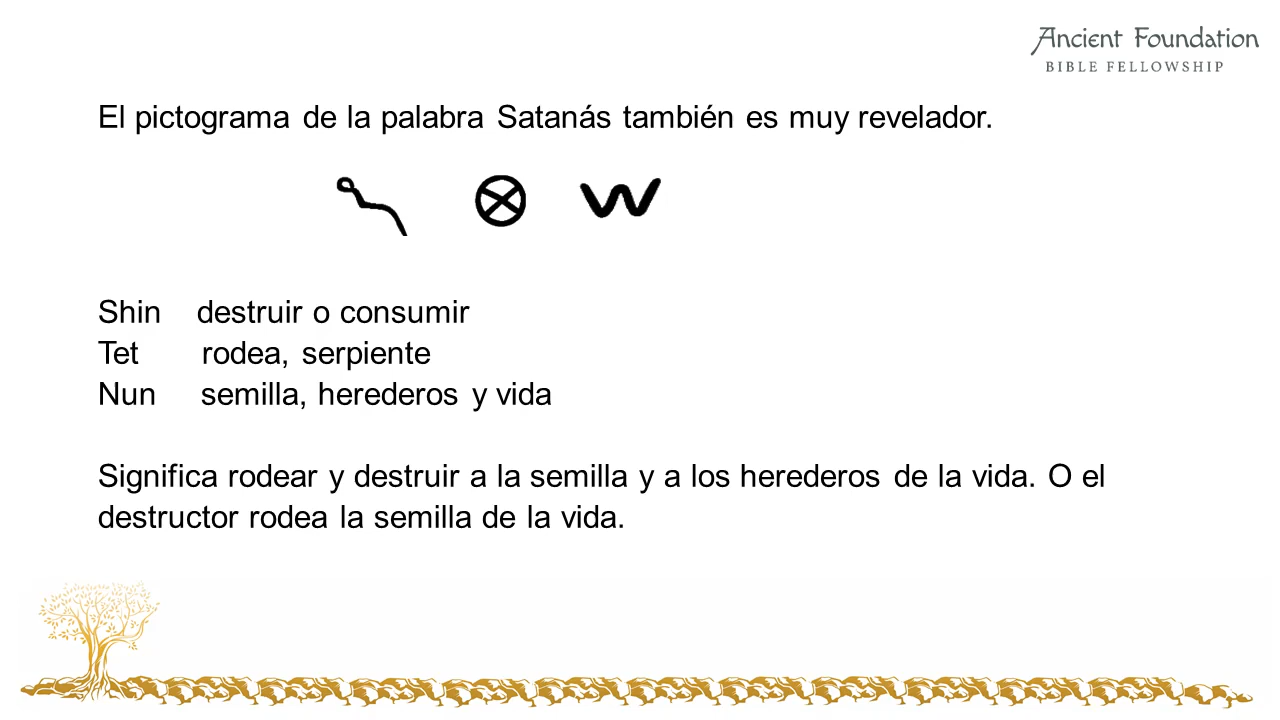 Ancient Foundation
BIBLE FELLOWSHIP
El pictograma de la palabra Satanás también es muy revelador.
Shin destruir o consumir
Tet rodea, serpiente
Nun semilla, herederos y vida
Significa rodear y destruir a la semilla y a los herederos de la vida. O el
destructor rodea la semilla de la vida.